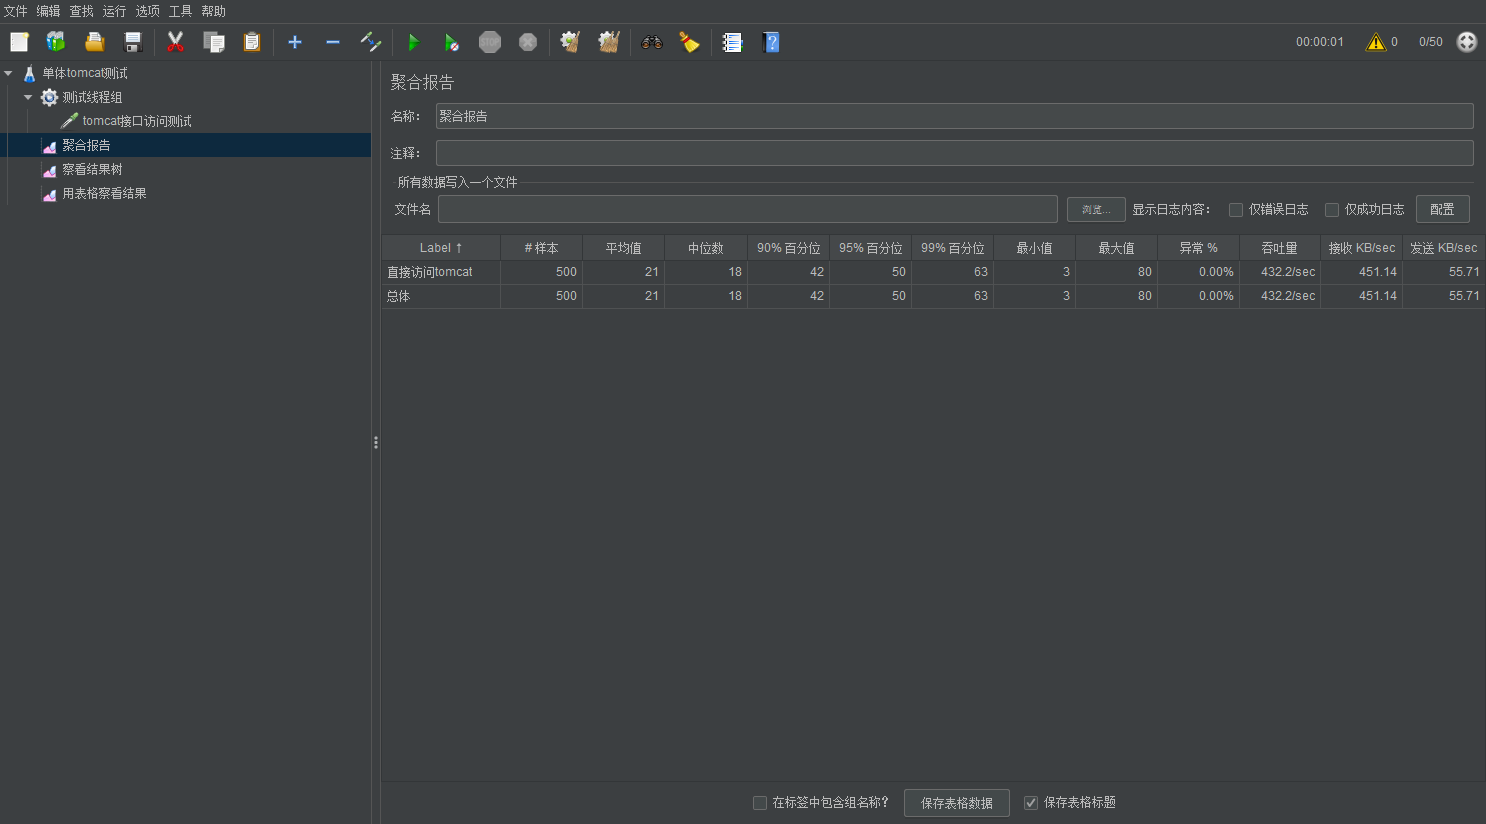 文件 编辑 查找 运行 选项 工具 帮助
STOP 00:00:01 0 0/50
单体tomcat测试
测试线程组
tomcat接口访问测试
聚合报告
察看结果树
用表格察看结果
聚合报告
名称： 聚合报告
注释：
所有数据写入一个文件
文件名 浏览... 显示日志内容： 仅错误日志 仅成功日志 配置
Label ↑ # 样本 平均值 中位数 90% 百分位 95% 百分位 99% 百分位 最小值 最大值 异常 % 吞吐量 接收 KB/sec 发送 KB/sec
直接访问tomcat 500 21 18 42 50 63 3 80 0.00% 432.2/sec 451.14 55.71
总体 500 21 18 42 50 63 3 80 0.00% 432.2/sec 451.14 55.71
在标签中包含组名称？ 保存表格数据 保存表格标题